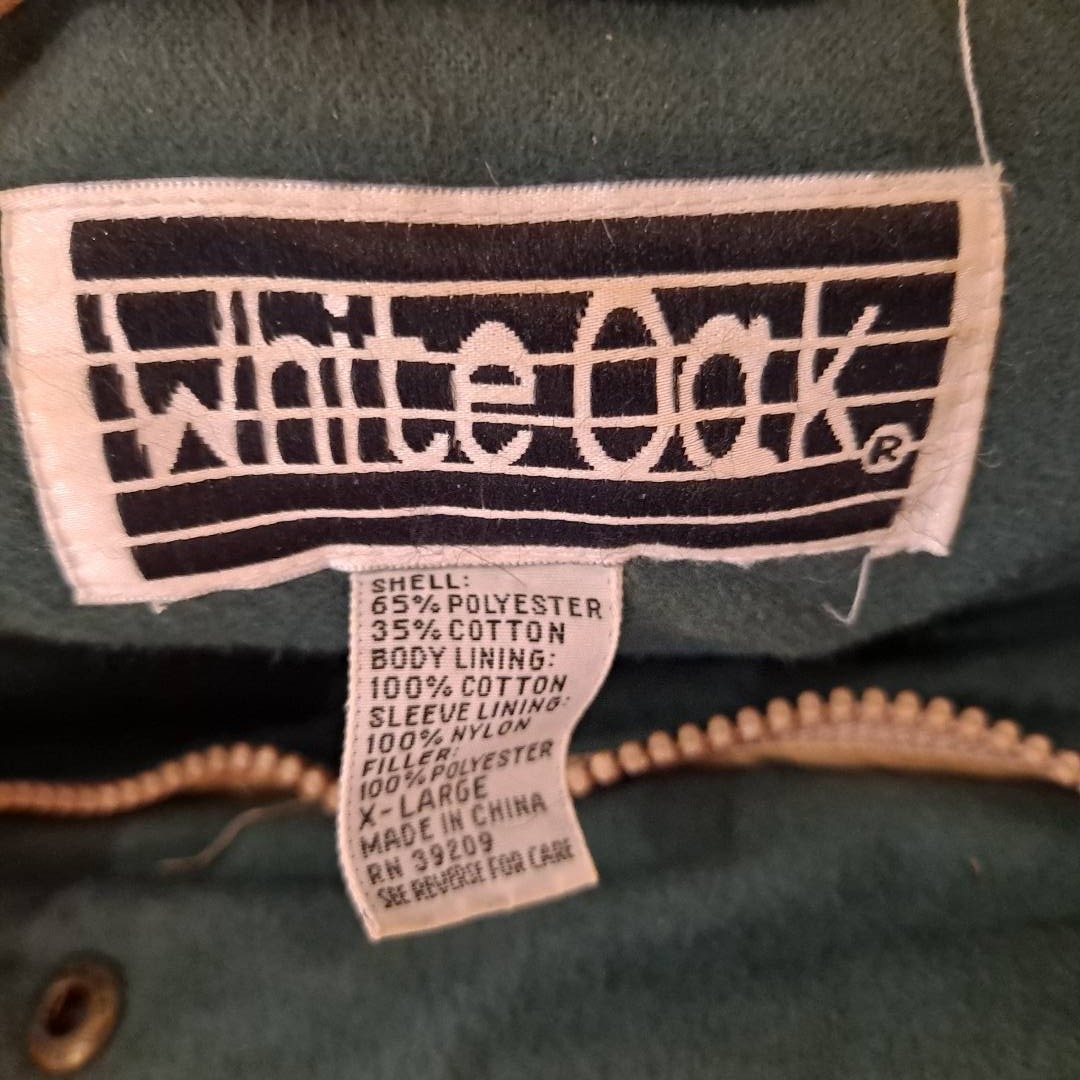 White Oak ®
SHELL:
65% POLYESTER
35% COTTON
BODY LINING:
100% COTTON
SLEEVE LINING:
100% NYLON
FILLER:
100% POLYESTER
X-LARGE
MADE IN CHINA
RN 39209
SEE REVERSE FOR CARE